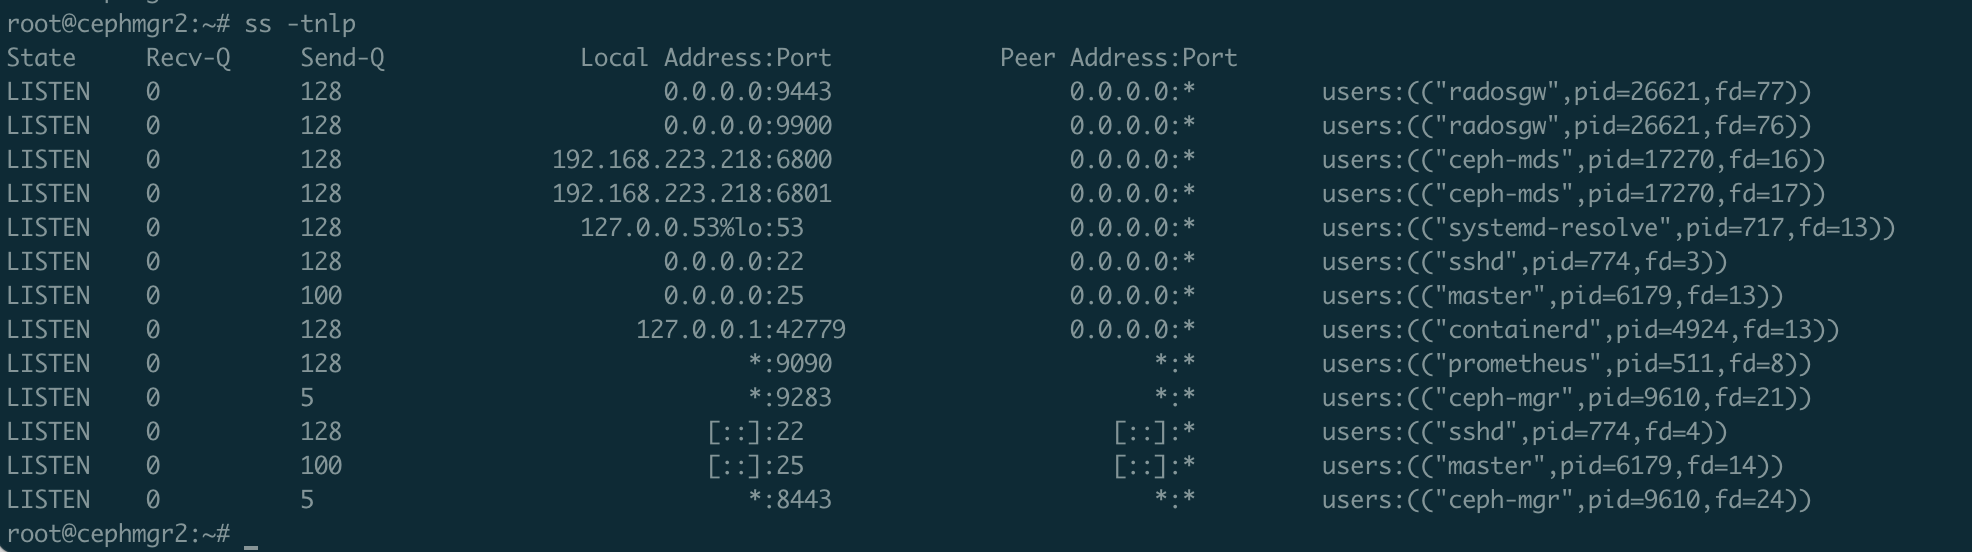 root@cephmgr2:~# ss -tnlp
State Recv-Q Send-Q Local Address:Port Peer Address:Port
LISTEN 0 128 0.0.0.0:9443 0.0.0.0:* users:(("radosgw",pid=26621,fd=77))
LISTEN 0 128 0.0.0.0:9900 0.0.0.0:* users:(("radosgw",pid=26621,fd=76))
LISTEN 0 128 192.168.223.218:6800 0.0.0.0:* users:(("ceph-mds",pid=17270,fd=16))
LISTEN 0 128 192.168.223.218:6801 0.0.0.0:* users:(("ceph-mds",pid=17270,fd=17))
LISTEN 0 128 127.0.0.53%lo:53 0.0.0.0:* users:(("systemd-resolve",pid=717,fd=13))
LISTEN 0 128 0.0.0.0:22 0.0.0.0:* users:(("sshd",pid=774,fd=3))
LISTEN 0 100 0.0.0.0:25 0.0.0.0:* users:(("master",pid=6179,fd=13))
LISTEN 0 128 127.0.0.1:42779 0.0.0.0:* users:(("containerd",pid=4924,fd=13))
LISTEN 0 128 *:9090 *:* users:(("prometheus",pid=511,fd=8))
LISTEN 0 5 *:9283 *:* users:(("ceph-mgr",pid=9610,fd=21))
LISTEN 0 128 [::]:22 [::]:* users:(("sshd",pid=774,fd=4))
LISTEN 0 100 [::]:25 [::]:* users:(("master",pid=6179,fd=14))
LISTEN 0 5 *:8443 *:* users:(("ceph-mgr",pid=9610,fd=24))
root@cephmgr2:~#